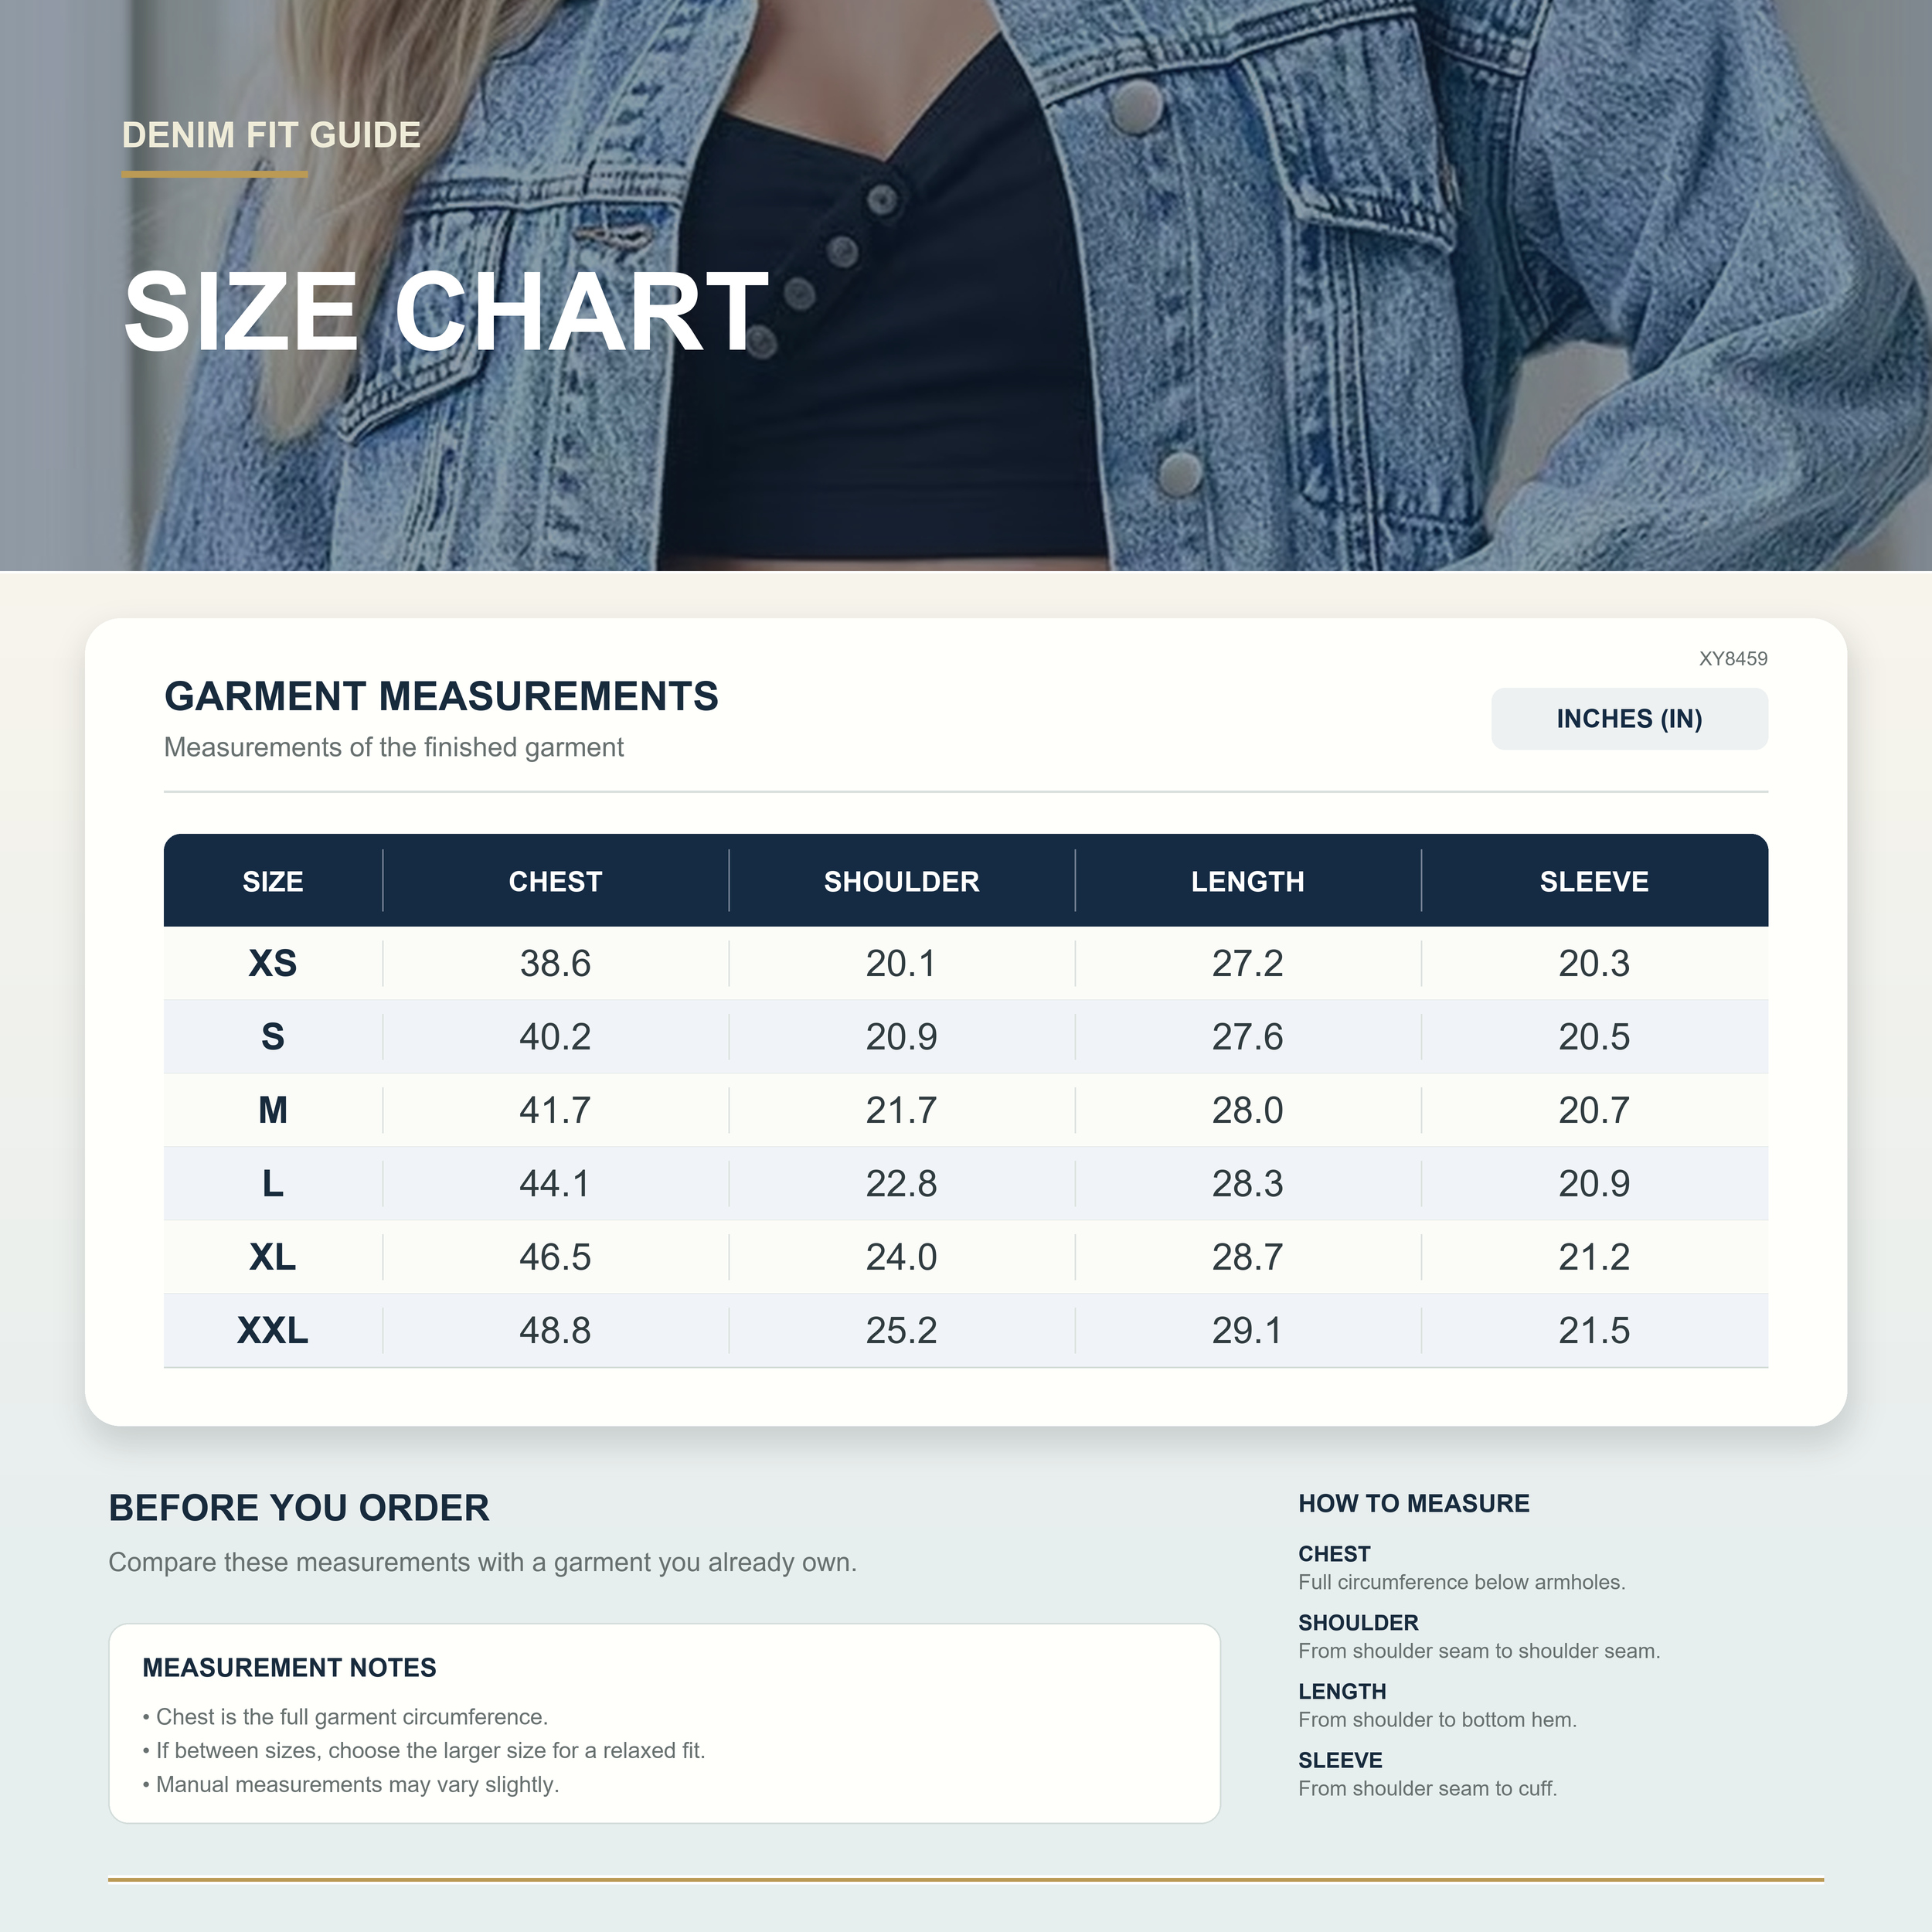 DENIM FIT GUIDE
SIZE CHART
XY8459
GARMENT MEASUREMENTS
INCHES (IN)
Measurements of the finished garment
SIZE CHEST SHOULDER LENGTH SLEEVE
XS 38.6 20.1 27.2 20.3
S 40.2 20.9 27.6 20.5
M 41.7 21.7 28.0 20.7
L 44.1 22.8 28.3 20.9
XL 46.5 24.0 28.7 21.2
XXL 48.8 25.2 29.1 21.5
BEFORE YOU ORDER
Compare these measurements with a garment you already own.
MEASUREMENT NOTES
• Chest is the full garment circumference.
• If between sizes, choose the larger size for a relaxed fit.
• Manual measurements may vary slightly.
HOW TO MEASURE
CHEST
Full circumference below armholes.
SHOULDER
From shoulder seam to shoulder seam.
LENGTH
From shoulder to bottom hem.
SLEEVE
From shoulder seam to cuff.